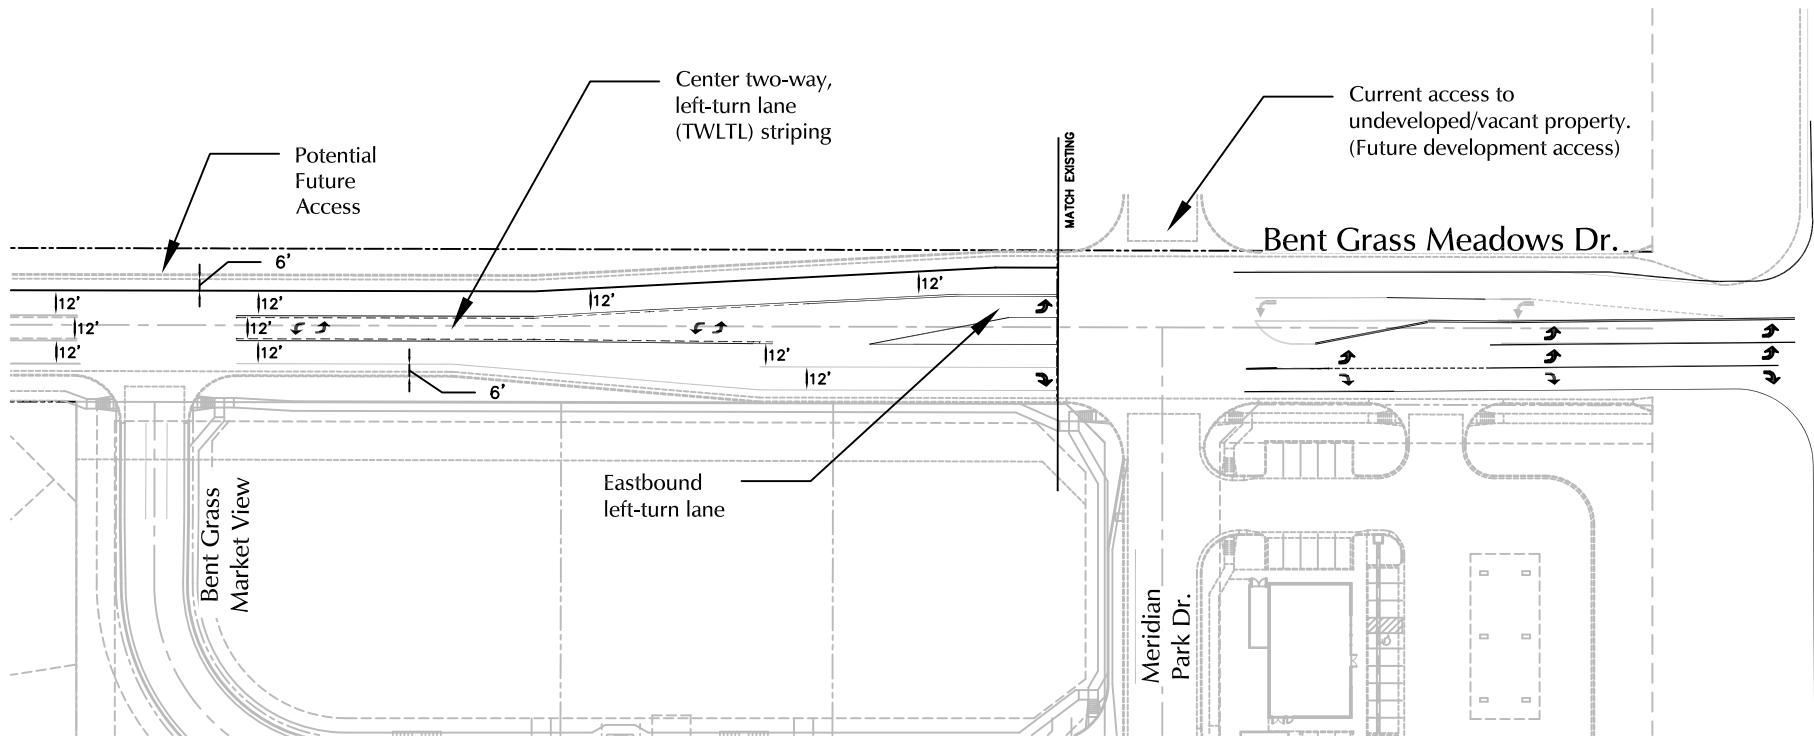 Center two-way,
left-turn lane
(TWLTL) striping
Current access to
undeveloped/vacant property.
(Future development access)
Potential
Future
Access
MATCH EXISTING
Bent Grass Meadows Dr.
6'
12'
12'
12'
12'
12'
12'
12'
12'
12'
12'
12'
6'
Eastbound
left-turn lane
Bent Grass
Market View
Meridian
Park Dr.